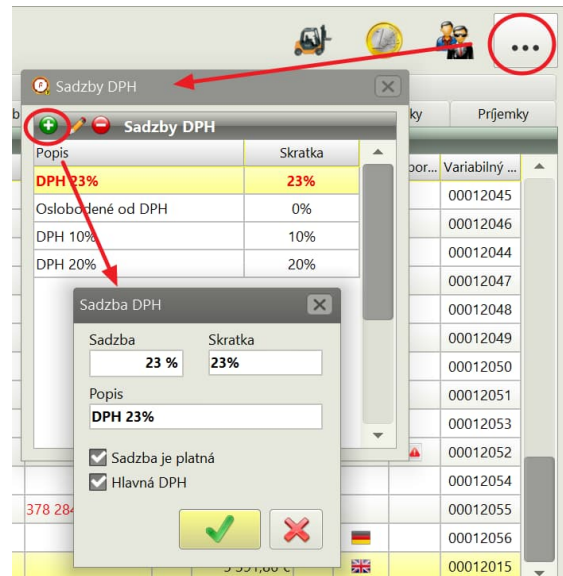 Sadzby DPH
ky
Príjemky
Sadzby DPH
Popis
Skratka
DPH 23%
23%
Oslobodené od DPH
0%
DPH 10%
10%
DPH 20%
20%
por... Variabilný ...
00012045
00012046
00012044
00012047
00012048
00012049
00012050
00012051
00012053
00012052
00012054
00012055
00012056
00012015
Sadzba DPH
Sadzba
Skratka
23 %
23%
Popis
DPH 23%
Sadzba je platná
Hlavná DPH
378 284